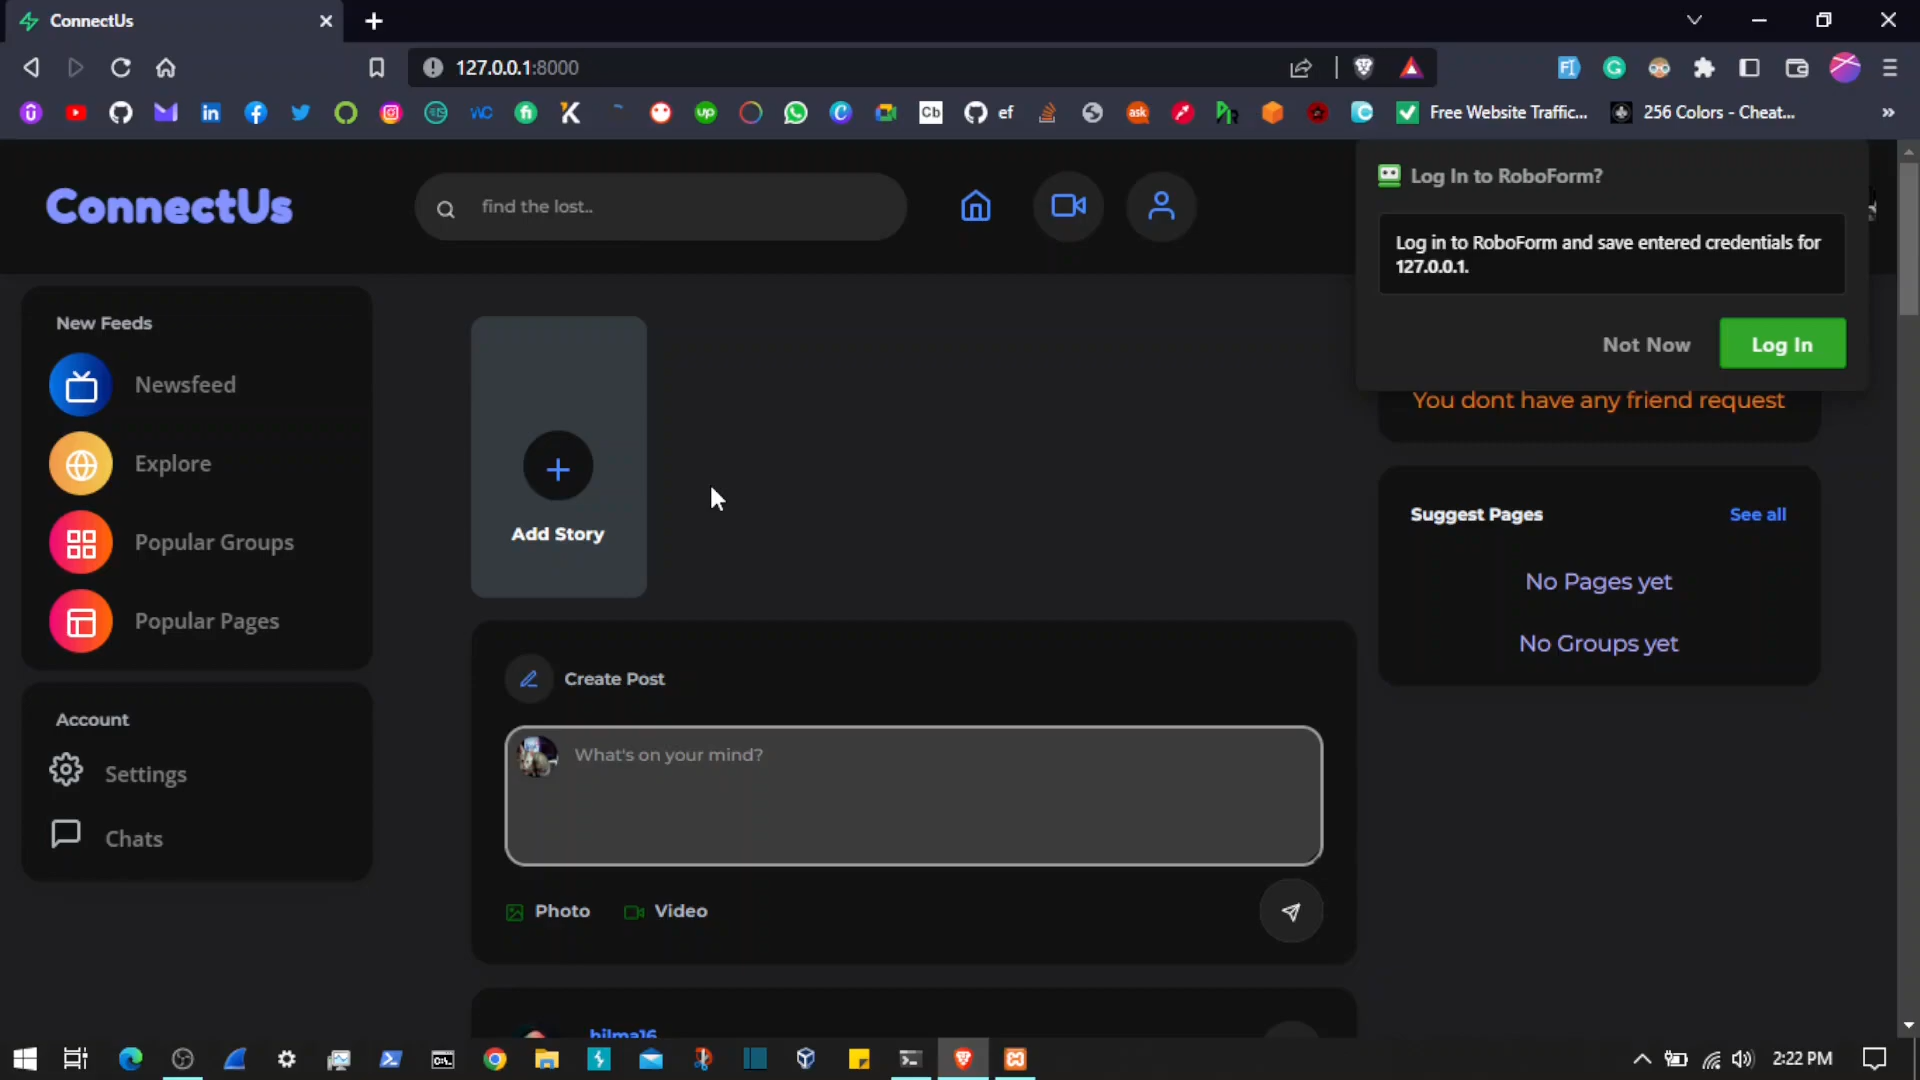 ConnectUs
127.0.0.1:8000
ef
Free Website Traffic...
256 Colors - Cheat...
ConnectUs
find the lost..
Log In to RoboForm?
Log in to RoboForm and save entered credentials for
127.0.0.1.
Not Now
Log In
New Feeds
Newsfeed
Explore
Popular Groups
Popular Pages
Account
Settings
Chats
Add Story
Create Post
What's on your mind?
Photo
Video
hilma16
You dont have any friend request
Suggest Pages
See all
No Pages yet
No Groups yet
2:22 PM